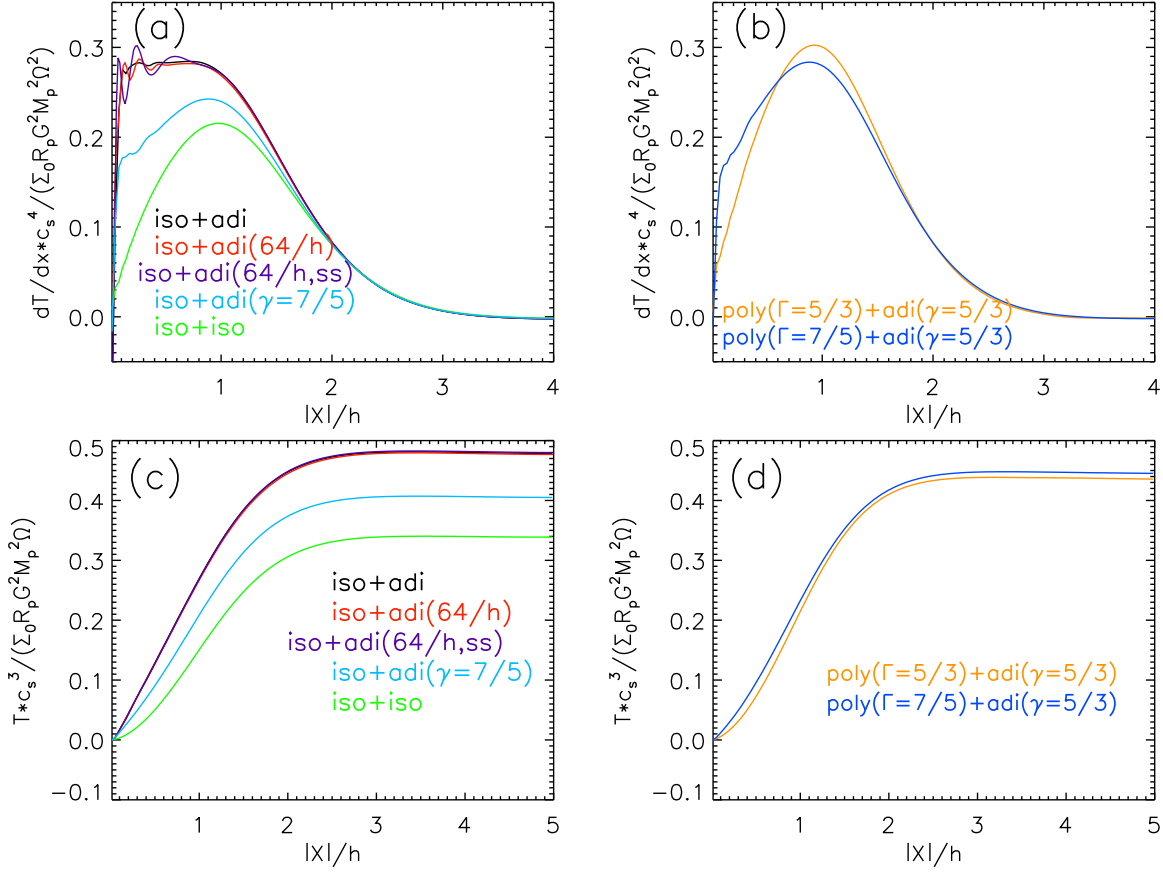 (a)
dT/dx*c_s^4/(Σ_0R_pG^2M_p^2Ω^2)
0.3
0.2
0.1
0.0
iso+adi
iso+adi(64/h)
iso+adi(64/h,ss)
iso+adi(γ=7/5)
iso+iso
1 2 3 4
|X|/h
(b)
dT/dx*c_s^4/(Σ_0R_pG^2M_p^2Ω^2)
0.3
0.2
0.1
0.0
poly(Γ=5/3)+adi(γ=5/3)
poly(Γ=7/5)+adi(γ=5/3)
1 2 3 4
|X|/h
(c)
T*c_s^3/(Σ_0R_pG^2M_p^2Ω)
0.5
0.4
0.3
0.2
0.1
0.0
−0.1
iso+adi
iso+adi(64/h)
iso+adi(64/h,ss)
iso+adi(γ=7/5)
iso+iso
1 2 3 4 5
|X|/h
(d)
T*c_s^3/(Σ_0R_pG^2M_p^2Ω)
0.5
0.4
0.3
0.2
0.1
0.0
−0.1
poly(Γ=5/3)+adi(γ=5/3)
poly(Γ=7/5)+adi(γ=5/3)
1 2 3 4 5
|X|/h